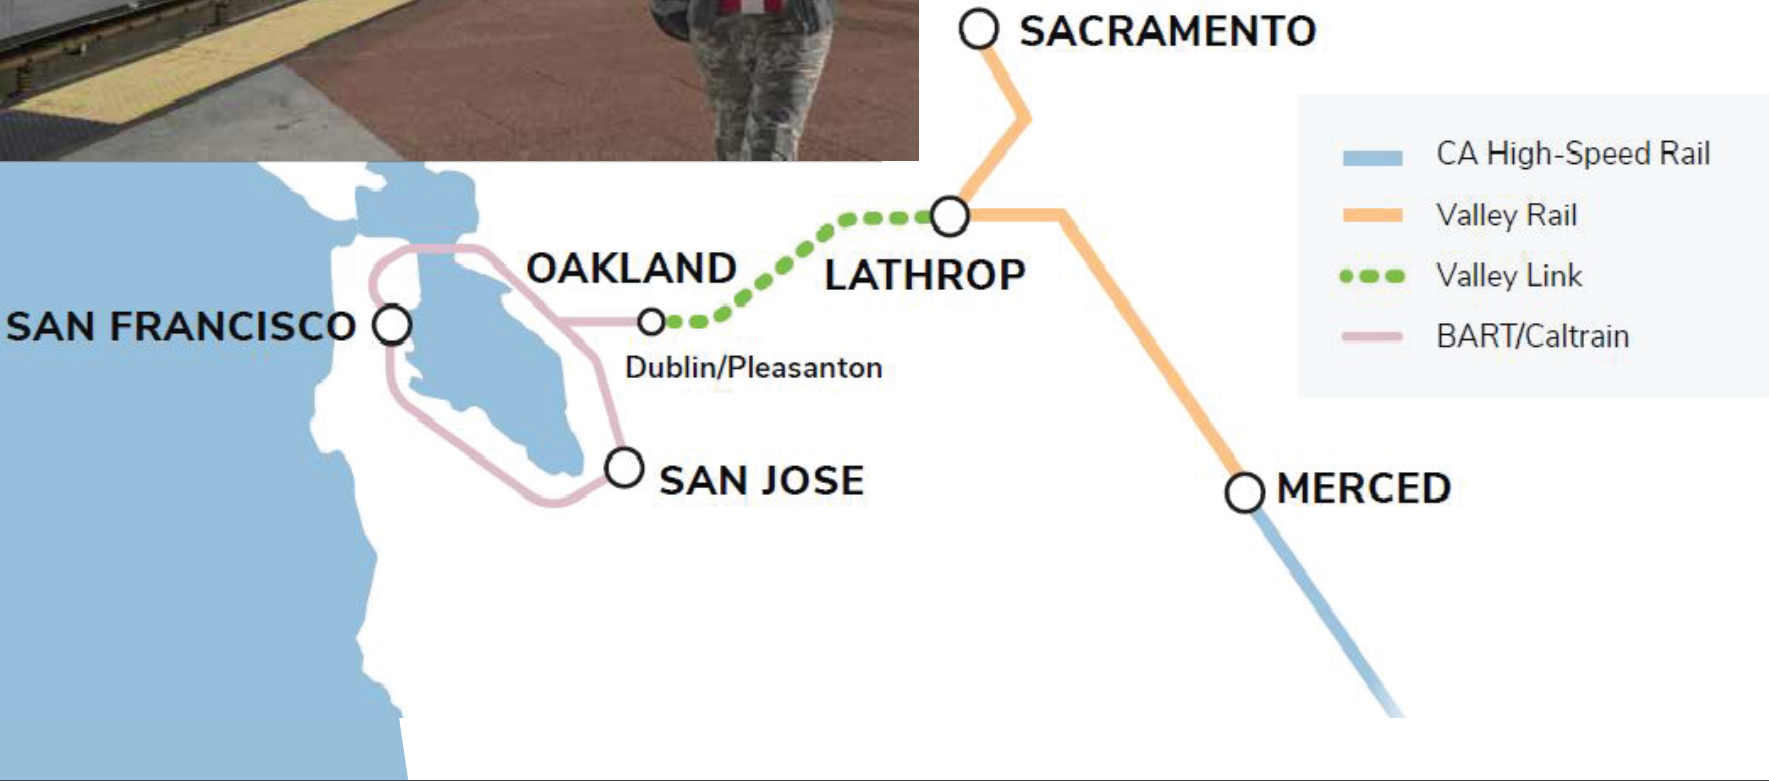 SACRAMENTO
CA High-Speed Rail
Valley Rail
Valley Link
BART/Caltrain
OAKLAND
LATHROP
SAN FRANCISCO
Dublin/Pleasanton
SAN JOSE
MERCED